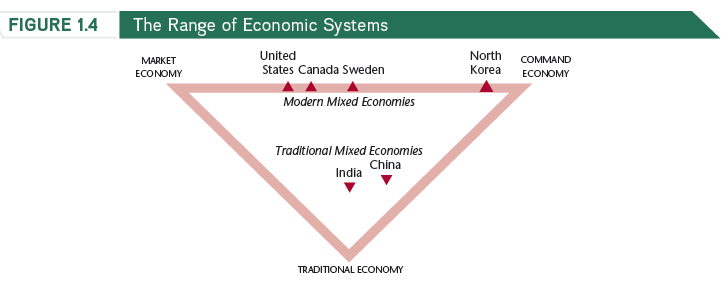 FIGURE 1.4 The Range of Economic Systems
MARKET
ECONOMY
United
States Canada Sweden
North
Korea
COMMAND
ECONOMY
Modern Mixed Economies
Traditional Mixed Economies
India
China
TRADITIONAL ECONOMY